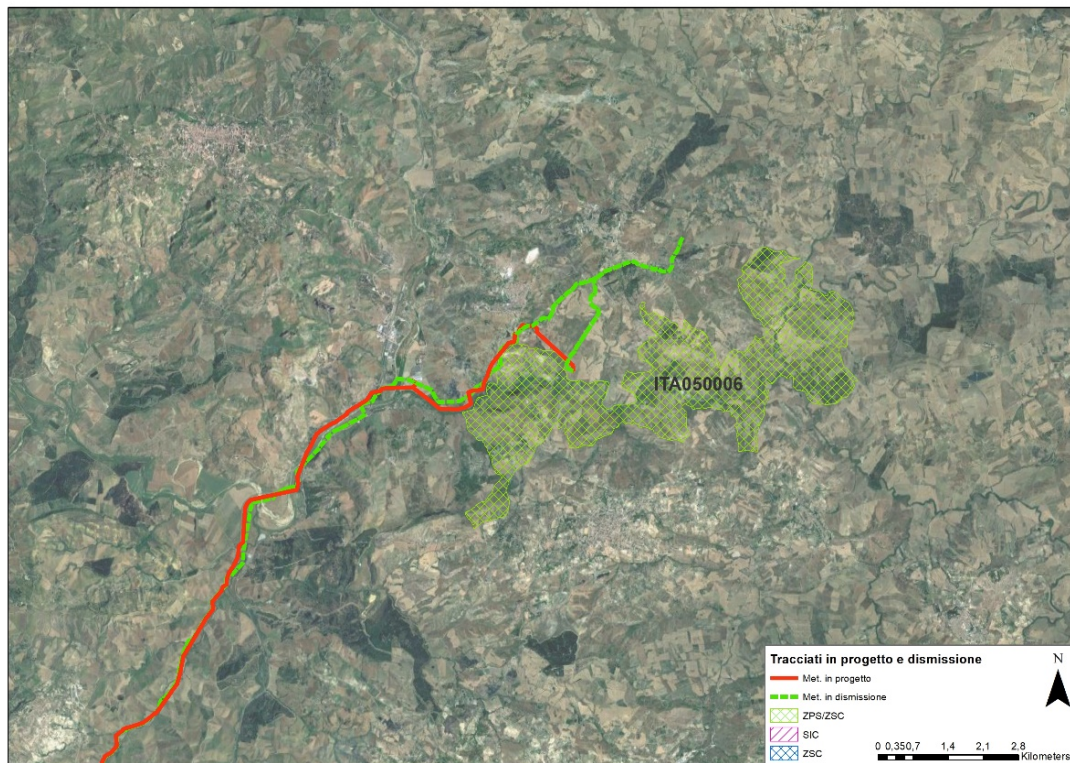 ITA050006
Tracciati in progetto e dismissione
Met. in progetto
Met. in dismissione
ZPS/ZSC
SIC
ZSC
N
0 0,350,7 1,4 2,1 2,8
Kilometers